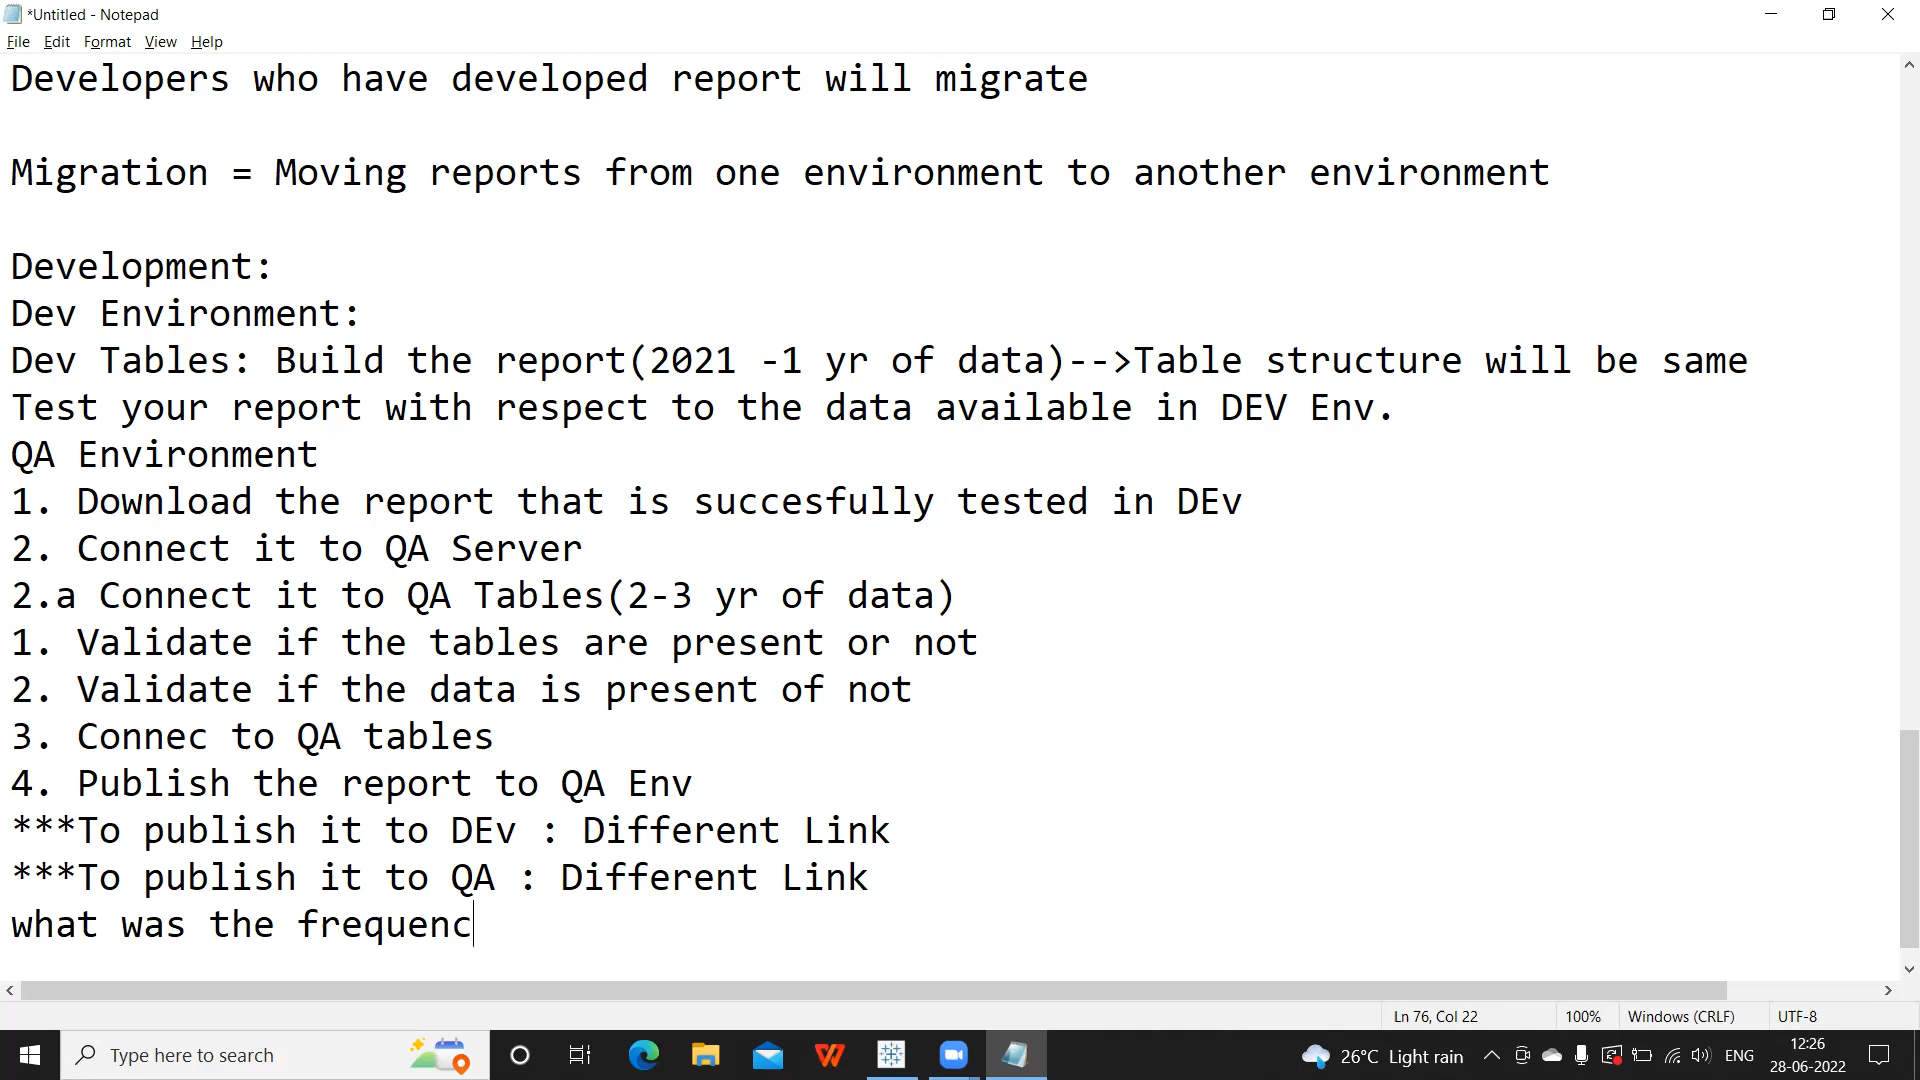 *Untitled - Notepad
File Edit Format View Help
Developers who have developed report will migrate
Migration = Moving reports from one environment to another environment
Development:
Dev Environment:
Dev Tables: Build the report(2021 -1 yr of data)-->Table structure will be same
Test your report with respect to the data available in DEV Env.
QA Environment
1. Download the report that is succesfully tested in DEv
2. Connect it to QA Server
2.a Connect it to QA Tables(2-3 yr of data)
1. Validate if the tables are present or not
2. Validate if the data is present of not
3. Connec to QA tables
4. Publish the report to QA Env
***To publish it to DEv : Different Link
***To publish it to QA : Different Link
what was the frequenc
Ln 76, Col 22 100% Windows (CRLF) UTF-8
Type here to search 26°C Light rain ENG 12:26
28-06-2022